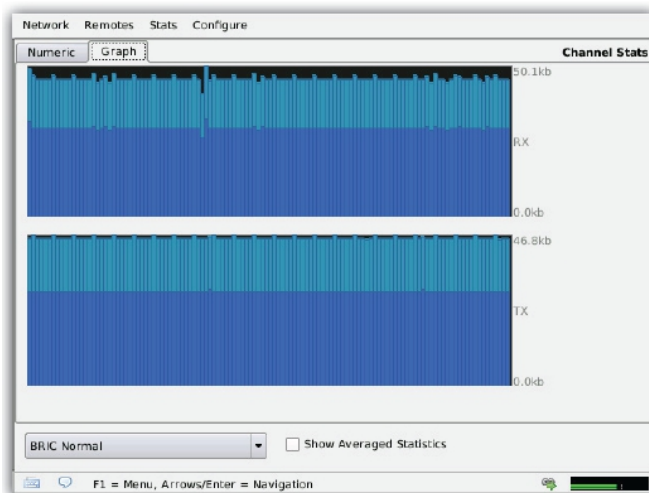 Network Remotes Stats Configure
Numeric Graph Channel Stats
50.1kb
RX
0.0kb
46.8kb
TX
0.0kb
BRIC Normal Show Averaged Statistics
F1 = Menu, Arrows/Enter = Navigation